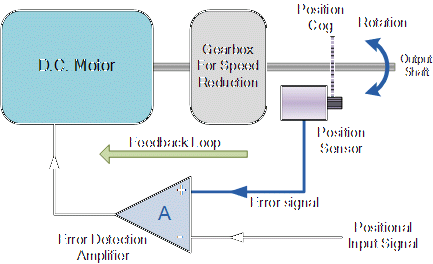 Position
Cog
Rotation
D.C. Motor
Gearbox
For Speed
Reduction
Output
Shaft
Position
Sensor
Feedback Loop
+
A
Error signal
-
Error Detection
Amplifier
Positional
Input Signal